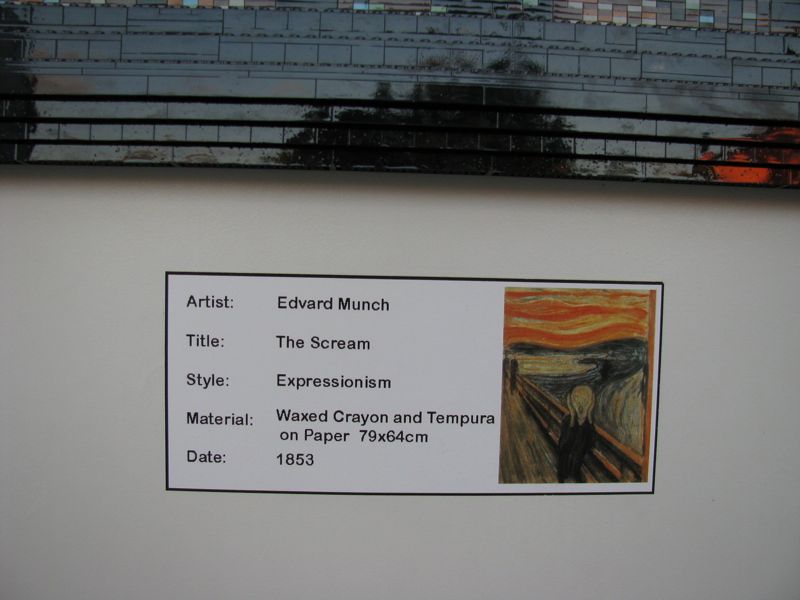 Artist: Edvard Munch
Title: The Scream
Style: Expressionism
Material: Waxed Crayon and Tempura
on Paper 79x64cm
Date: 1853